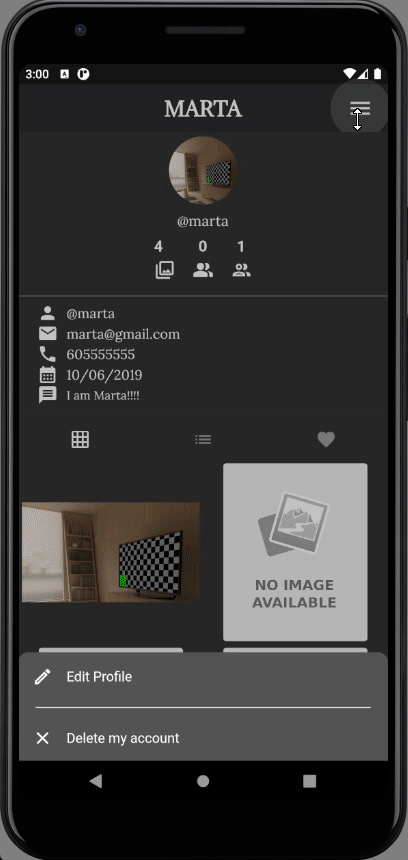 3:00
MARTA
@marta
4 0 1
@marta
marta@gmail.com
605555555
10/06/2019
I am Marta!!!!
NO IMAGE
AVAILABLE
Edit Profile
Delete my account